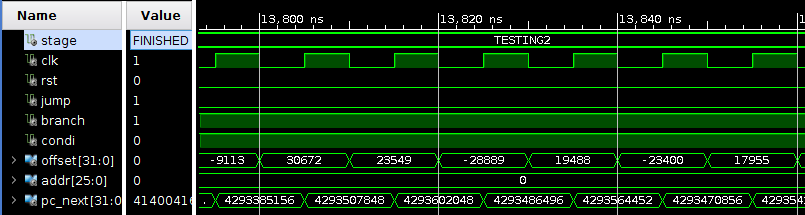 Name Value 13,800 ns 13,820 ns 13,840 ns
stage FINISHED TESTING2
clk 1
rst 0
jump 1
branch 1
condi 0
offset[31:0] 0 -9113 30672 23549 -28889 19488 -23400 17955
addr[25:0] 0 0
pc_next[31:0 41400416 4293385156 4293507848 4293602048 4293486496 4293564452 4293470856